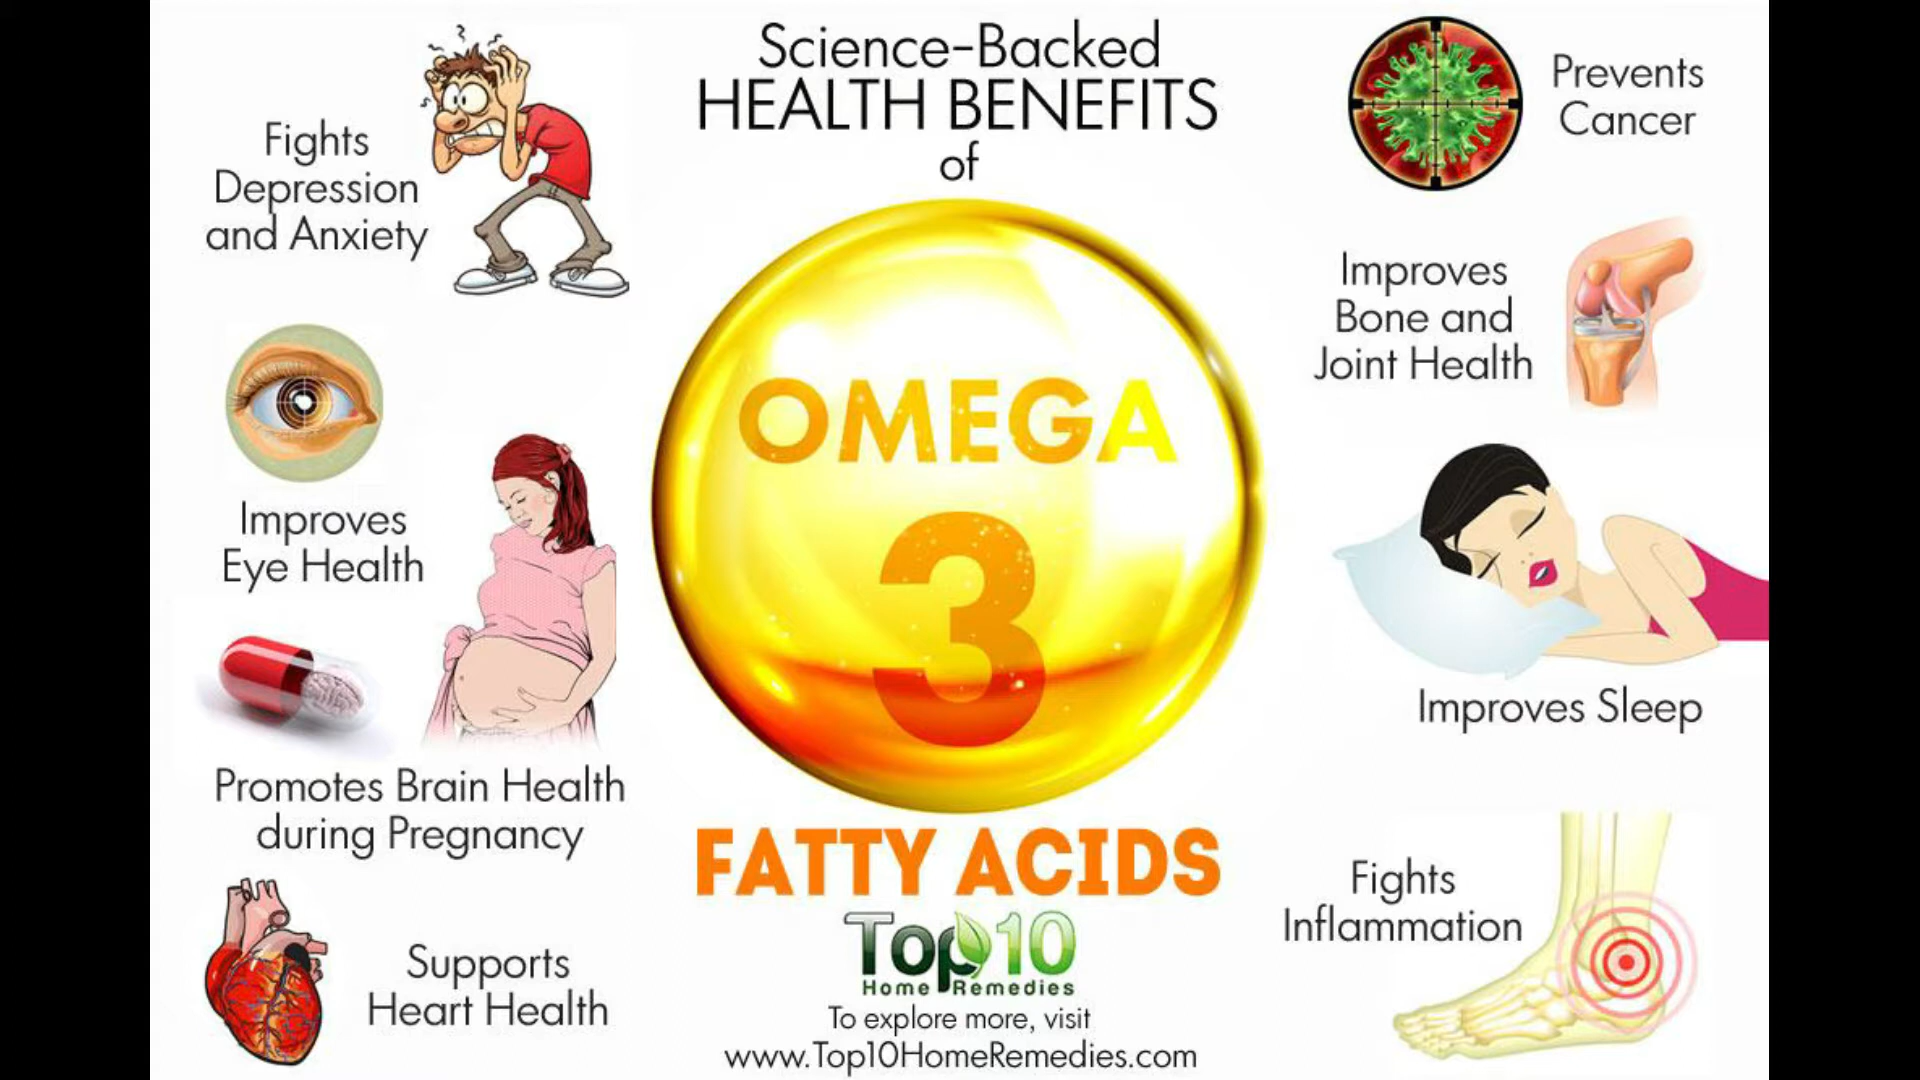 Science-Backed
HEALTH BENEFITS
of
OMEGA
3
FATTY ACIDS
Top10
Home Remedies
To explore more, visit
www.Top10HomeRemedies.com
Fights
Depression
and Anxiety
Improves
Eye Health
Promotes Brain Health
during Pregnancy
Supports
Heart Health
Prevents
Cancer
Improves
Bone and
Joint Health
Improves Sleep
Fights
Inflammation